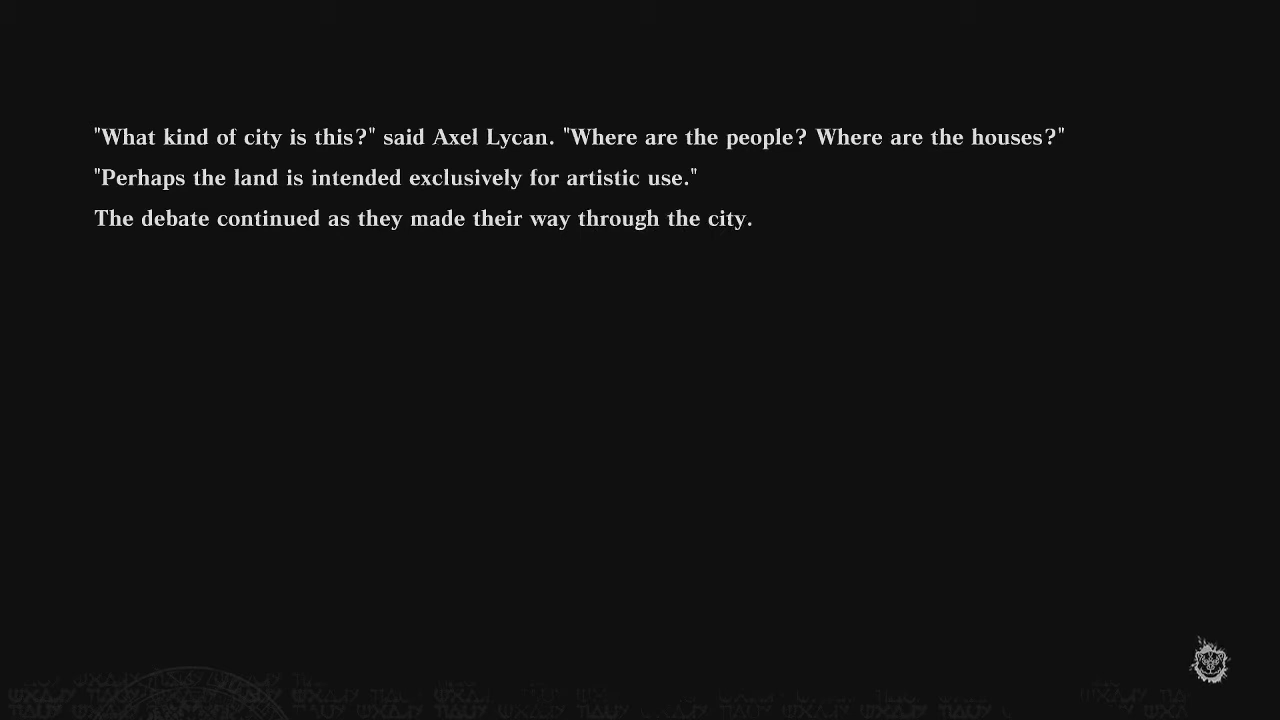 "What kind of city is this?" said Axel Lycan. "Where are the people? Where are the houses?"
"Perhaps the land is intended exclusively for artistic use."
The debate continued as they made their way through the city.